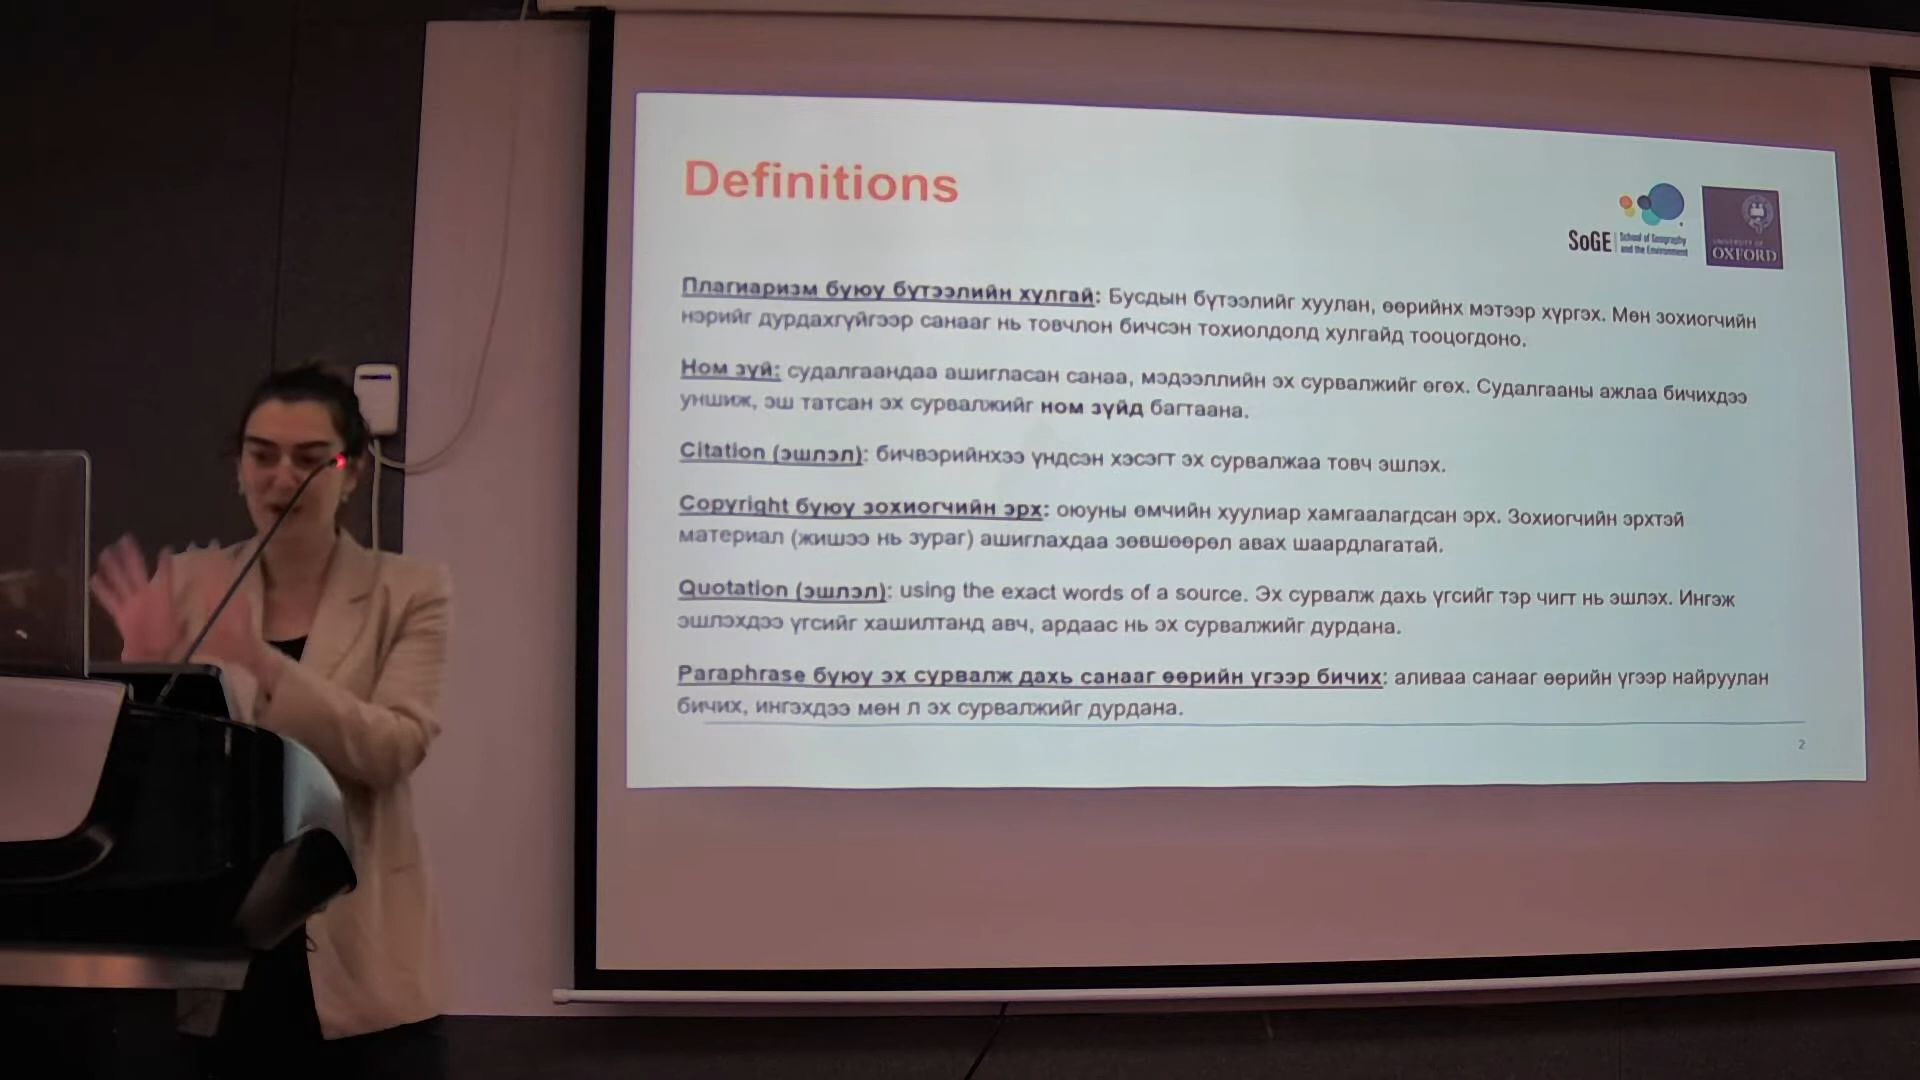 Definitions
SoGE School of Geography
and the Environment
UNIVERSITY OF
OXFORD
Плагиаризм буюу бүтээлийн хулгай: Бусдын бүтээлийг хуулан, өөрийнх мэтээр хүргэх. Мөн зохиогчийн
нэрийг дурдахгүйгээр санааг нь товчлон бичсэн тохиолдолд хулгайд тооцогдоно.
Ном зүй: судалгаандаа ашигласан санаа, мэдээллийн эх сурвалжийг өгөх. Судалгааны ажлаа бичихдээ
уншиж, эш татсан эх сурвалжийг ном зүйд багтаана.
Citation (эшлэл): бичвэрийнхээ үндсэн хэсэгт эх сурвалжаа товч эшлэх.
Copyright буюу зохиогчийн эрх: оюуны өмчийн хуулиар хамгаалагдсан эрх. Зохиогчийн эрхтэй
материал (жишээ нь зураг) ашиглахдаа зөвшөөрөл авах шаардлагатай.
Quotation (эшлэл): using the exact words of a source. Эх сурвалж дахь үгсийг тэр чигт нь эшлэх. Ингэж
эшлэхдээ үгсийг хашилтанд авч, ардаас нь эх сурвалжийг дурдана.
Paraphrase буюу эх сурвалж дахь санааг өөрийн үгээр бичих: аливаа санааг өөрийн үгээр найруулан
бичих, ингэхдээ мөн л эх сурвалжийг дурдана.
2